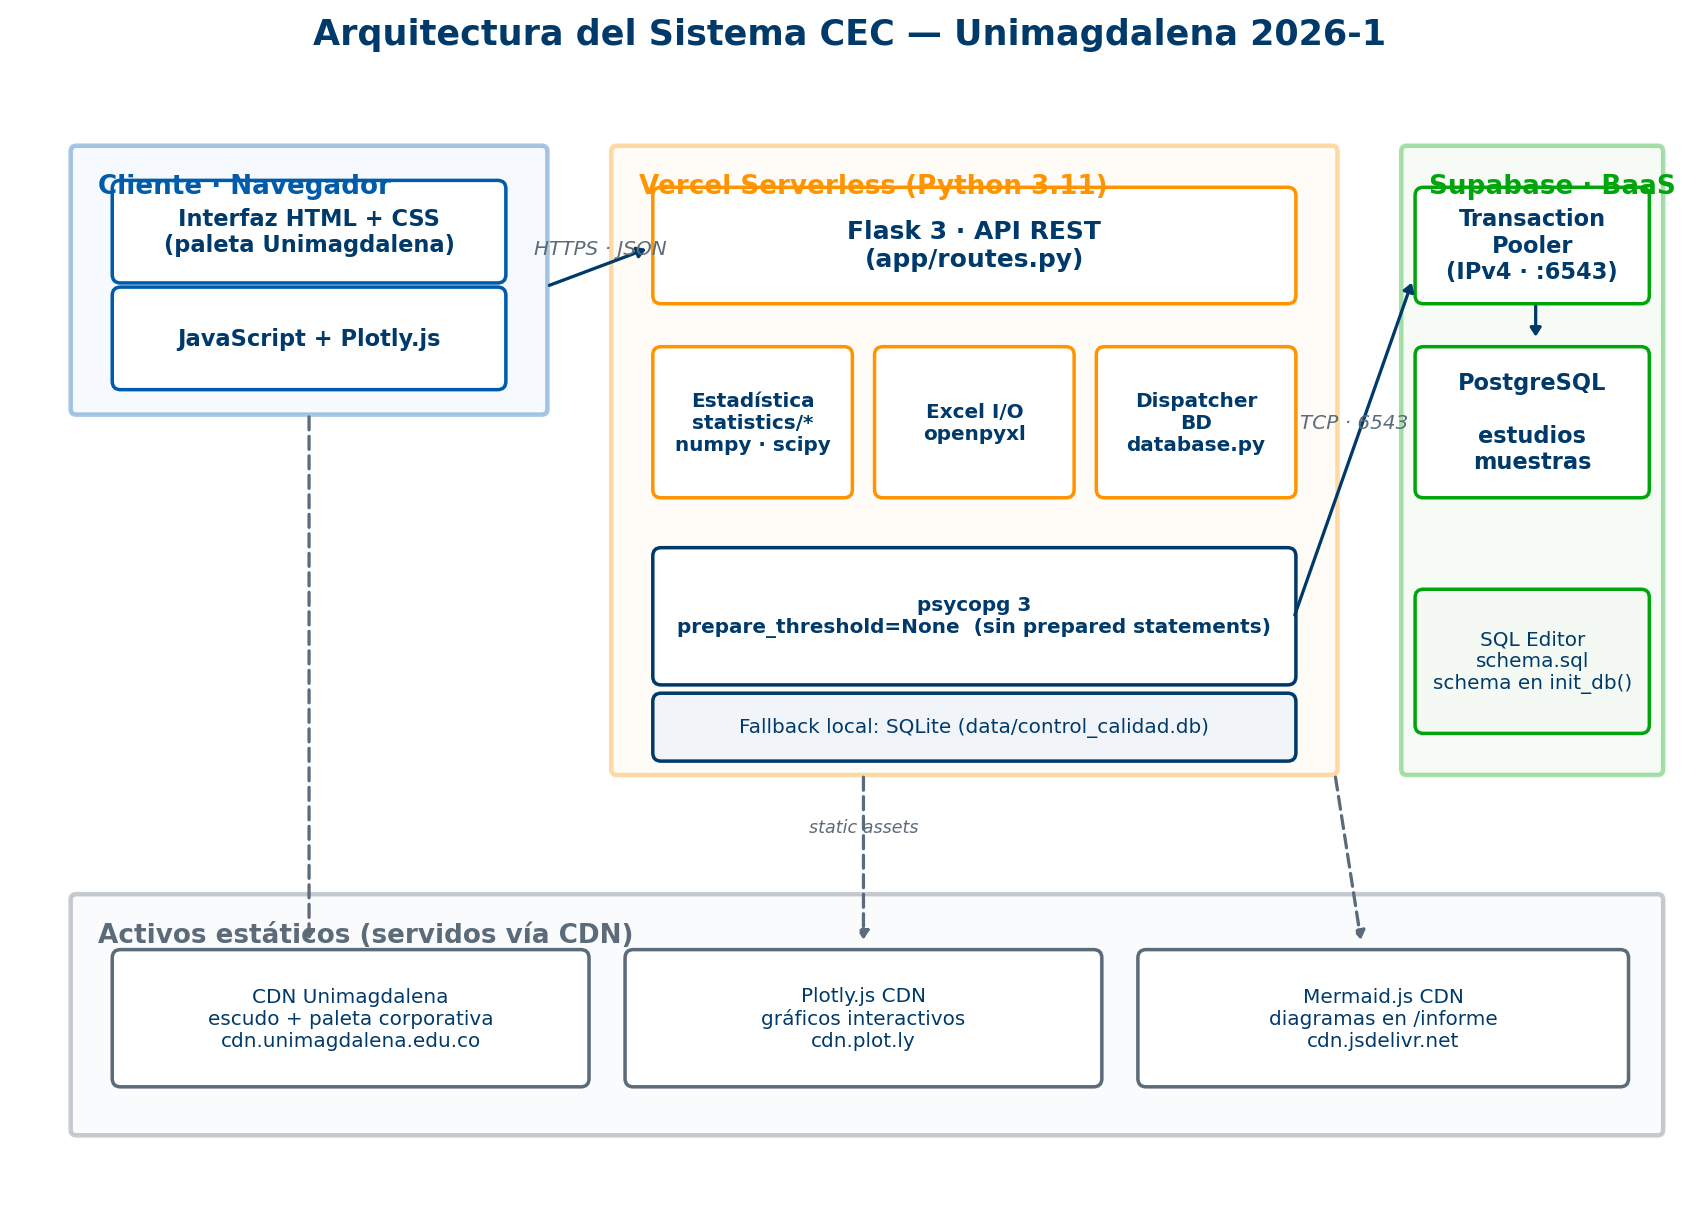 Arquitectura del Sistema CEC — Unimagdalena 2026-1
Cliente · Navegador
Interfaz HTML + CSS
(paleta Unimagdalena)
JavaScript + Plotly.js
HTTPS · JSON
Vercel Serverless (Python 3.11)
Flask 3 · API REST
(app/routes.py)
Estadística
statistics/*
numpy · scipy
Excel I/O
openpyxl
Dispatcher
BD
database.py
psycopg 3
prepare_threshold=None  (sin prepared statements)
Fallback local: SQLite (data/control_calidad.db)
TCP · 6543
Supabase · BaaS
Transaction
Pooler
(IPv4 · :6543)
PostgreSQL
estudios
muestras
SQL Editor
schema.sql
schema en init_db()
static assets
Activos estáticos (servidos vía CDN)
CDN Unimagdalena
escudo + paleta corporativa
cdn.unimagdalena.edu.co
Plotly.js CDN
gráficos interactivos
cdn.plot.ly
Mermaid.js CDN
diagramas en /informe
cdn.jsdelivr.net